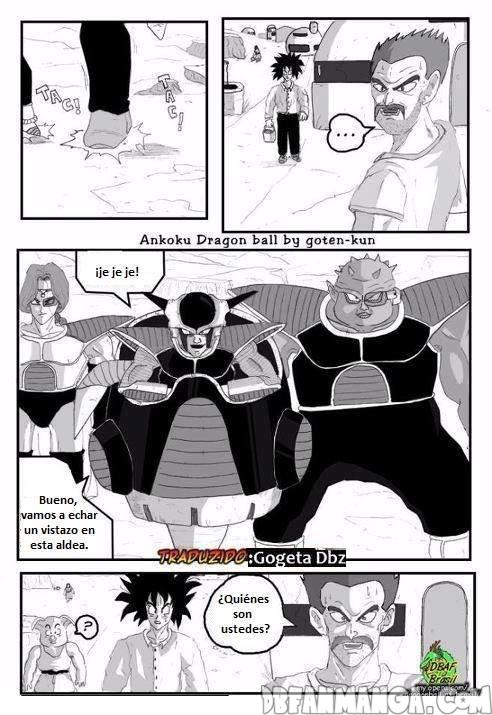 TAC!
TAC!
...
Ankoku Dragon ball by goten-kun
¡je je je!
Bueno,
vamos a echar
un vistazo en
esta aldea.
TRADUZIDO:Gogeta Dbz
?
¿Quiénes
son
ustedes?
DBAF
Brasil
DBFANMANGA.COM